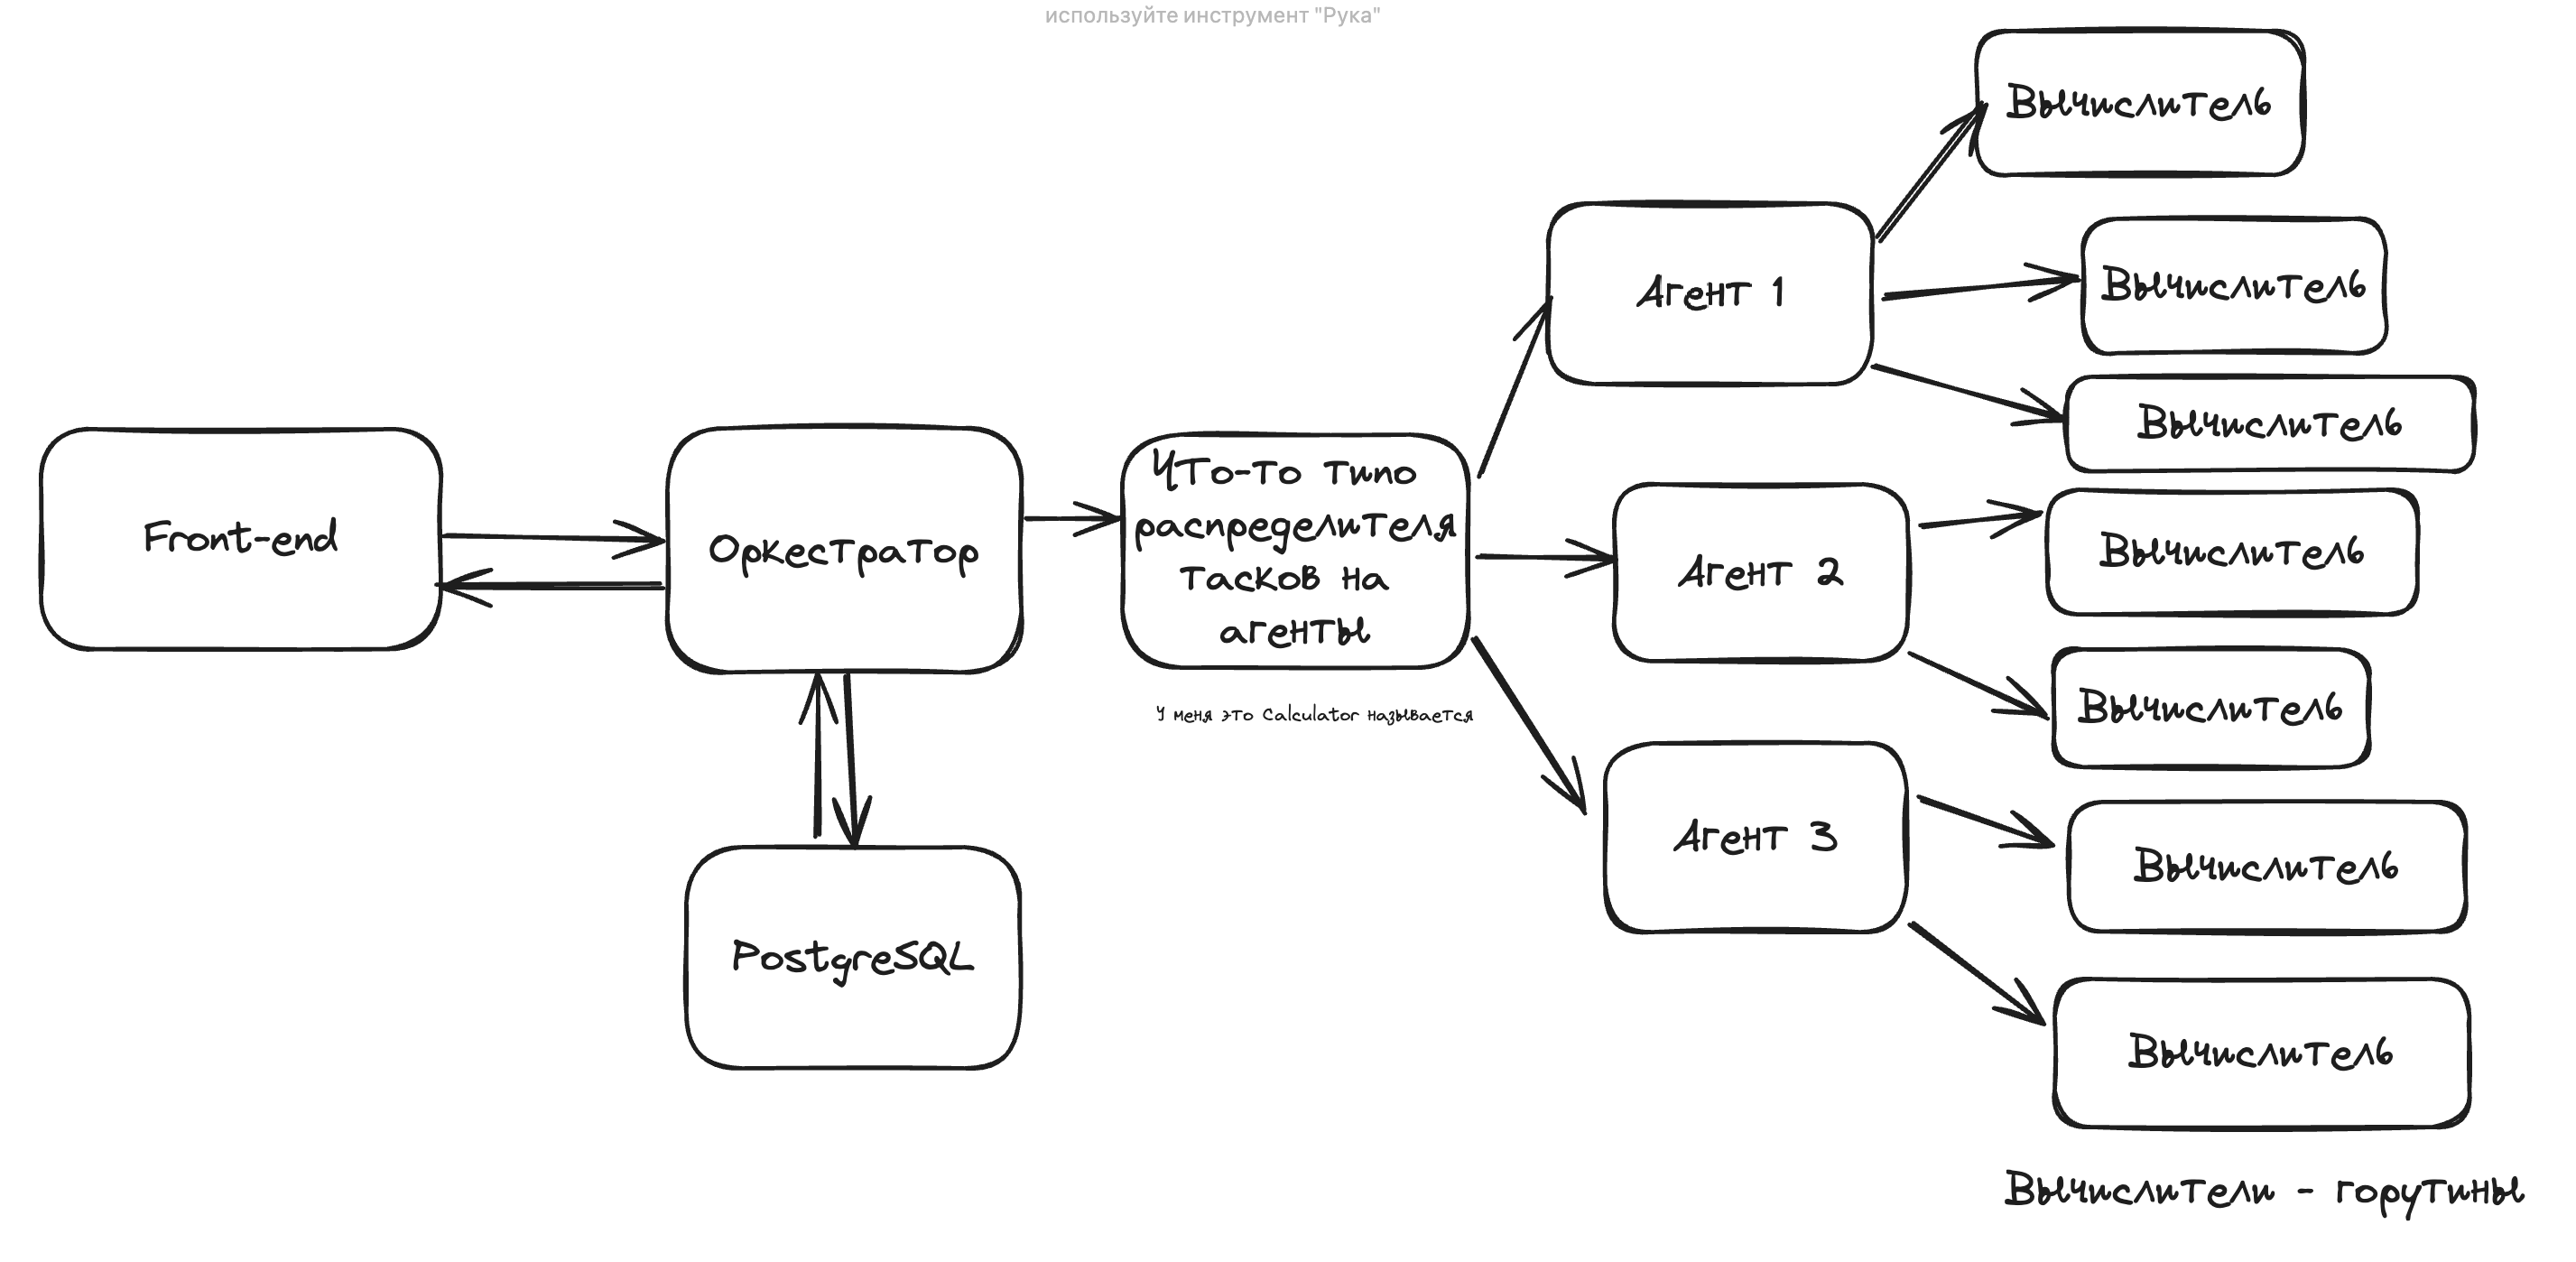 используйте инструмент "Рука"
Вычислитель
Вычислитель
Агент 1
Вычислитель
Front-end
Оркестратор
Что-то типо
распределителя
тасков на
агенты
У меня это Calculator называется
Агент 2
Вычислитель
Вычислитель
Агент 3
Вычислитель
PostgreSQL
Вычислитель
Вычислители - горутины